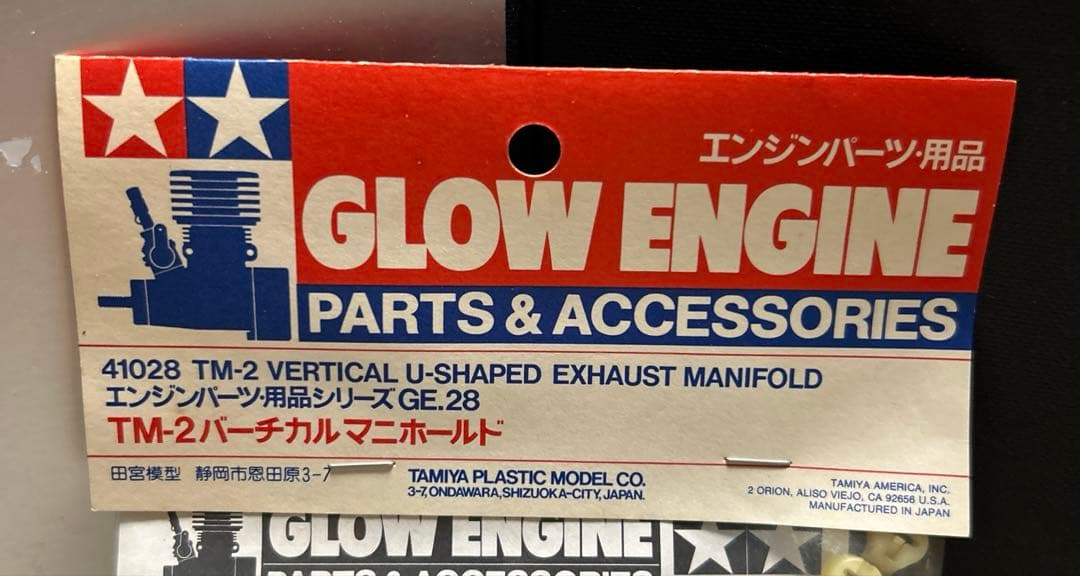 エンジンパーツ・用品
GLOW ENGINE
PARTS & ACCESSORIES
41028 TM-2 VERTICAL U-SHAPED EXHAUST MANIFOLD
エンジンパーツ・用品シリーズGE.28
TM-2バーチカルマニホールド
田宮模型 静岡市恩田原3-7
TAMIYA PLASTIC MODEL CO.
3-7, ONDAWARA, SHIZUOKA-CITY, JAPAN.
TAMIYA AMERICA, INC.
2 ORION, ALISO VIEJO, CA 92656 U.S.A.
MANUFACTURED IN JAPAN
GLOW ENGINE
PARTS & ACCESSORIES